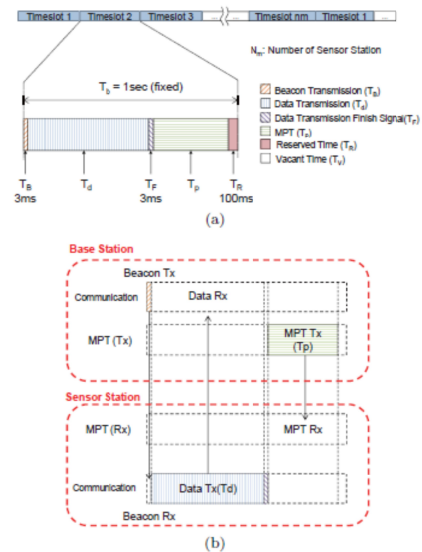 Timeslot 1 Timeslot 2 Timeslot 3 ... ... Timeslot nm Timeslot 1 ...
Nm: Number of Sensor Station
Tb = 1sec (fixed)
Beacon Transmission (TB)
Data Transmission (Td)
Data Transmission Finish Signal(TF)
MPT (Tp)
Reserved Time (TR)
Vacant Time (TV)
TB Td TF Tp TR
3ms 3ms 100ms
(a)
Base Station
Beacon Tx
Communication Data Rx
MPT (Tx) MPT Tx
(Tp)
Sensor Station
MPT (Rx) MPT Rx
Communication Data Tx(Td)
Beacon Rx
(b)